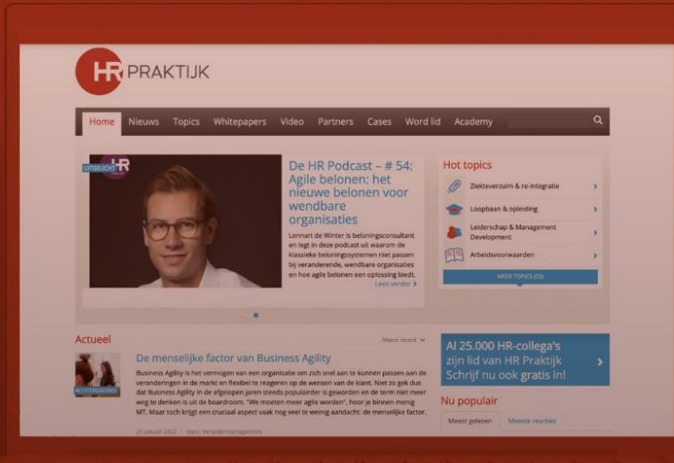 HR PRAKTIJK
Home Nieuws Topics Whitepapers Video Partners Cases Word lid Academy
UITGELICHT
HR
De HR Podcast – # 54:
Agile belonen: het
nieuwe belonen voor
wendbare
organisaties
Lennart de Winter is beloningsconsultant
en legt in deze podcast uit waarom de
klassieke beloningssystemen niet passen
bij veranderende, wendbare organisaties
en hoe agile belonen een oplossing biedt.
Lees verder
Hot topics
Ziekteverzuim & re-integratie
Loopbaan & opleiding
Leiderschap & Management
Development
Arbeidsvoorwaarden
MEER TOPICS (23)
Actueel
Meest recent
De menselijke factor van Business Agility
ACHTERGROND
Business Agility is het vermogen van een organisatie om zich snel aan te kunnen passen aan de
veranderingen in de markt en flexibel te reageren op de wensen van de klant. Niet zo gek dus
dat Business Agility in de afgelopen jaren steeds populairder is geworden en de term niet meer
weg te denken is uit de boardroom. "We moeten meer agile worden", hoor je binnen menig
MT. Maar toch krijgt een cruciaal aspect vaak nog veel te weinig aandacht: de menselijke factor.
25 januari 2022 | topic: Verandermanagement
Al 25.000 HR-collega's
zijn lid van HR Praktijk
Schrijf nu ook gratis in!
Nu populair
Meest gelezen Meeste reacties